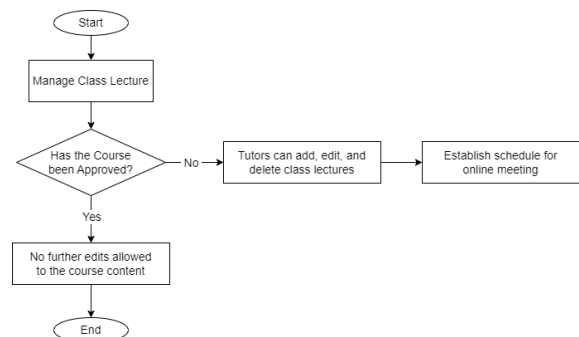 Start
Manage Class Lecture
Has the Course
been Approved?
No
Tutors can add, edit, and
delete class lectures
Establish schedule for
online meeting
Yes
No further edits allowed
to the course content
End